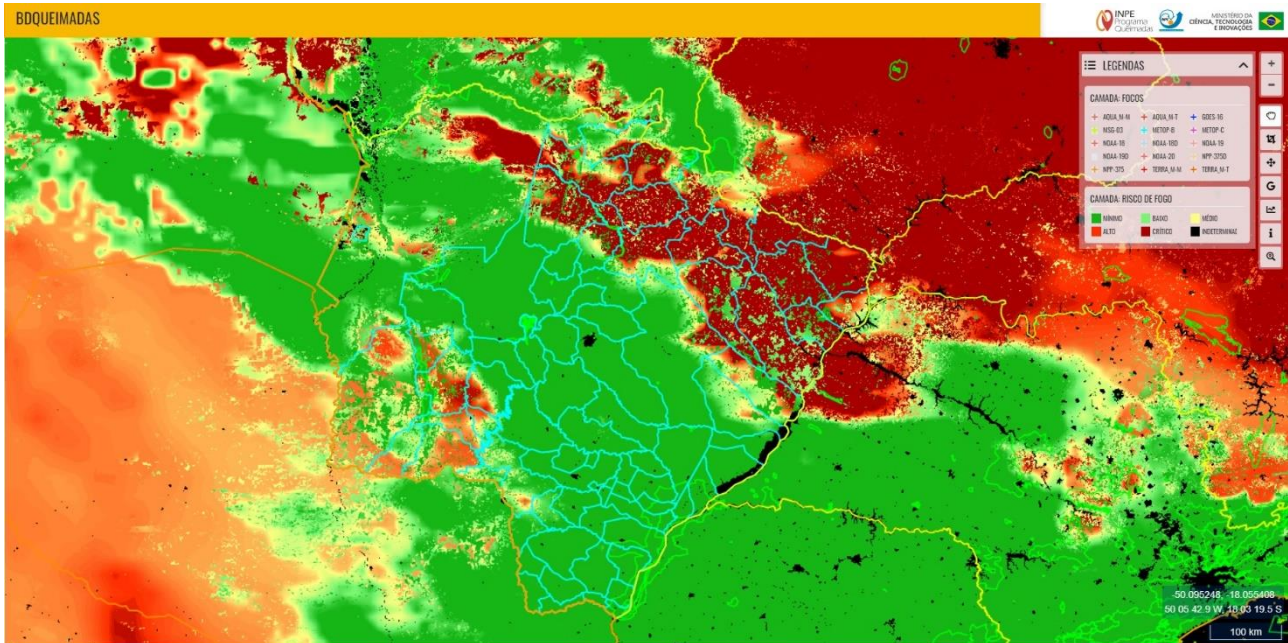 BDQUEIMADAS
INPE
Programa
Queimadas
MINISTÉRIO DA
CIÊNCIA, TECNOLOGIA
E INOVAÇÕES
LEGENDAS
CAMADA: FOCOS
AQUA_M-M AQUA_M-T GOES-16
MSG-03 METOP-B METOP-C
NOAA-18 NOAA-18D NOAA-19
NOAA-19D NOAA-20 NPP-375D
NPP-375 TERRA_M-M TERRA_M-T
CAMADA: RISCO DE FOGO
MÍNIMO BAIXO MÉDIO
ALTO CRÍTICO INDETERMINAD
-50.095248, -18.055408
50 05 42.9 W, 18 03 19.5 S
100 km